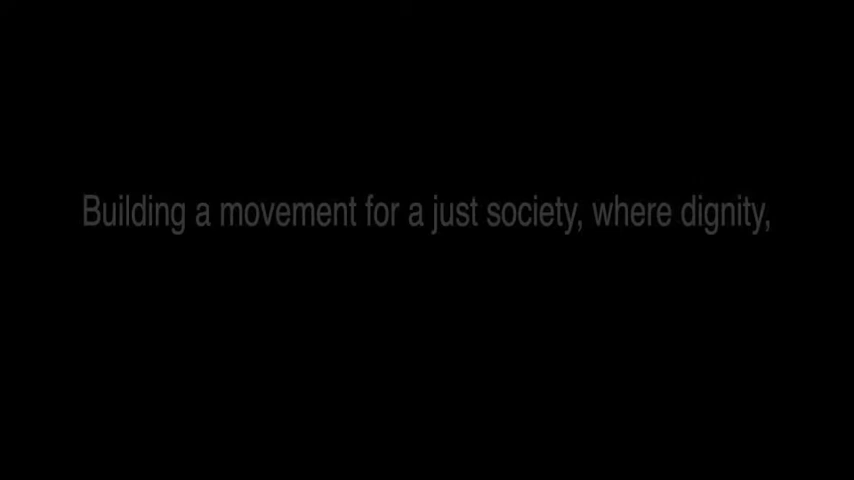 Building a movement for a just society, where dignity,